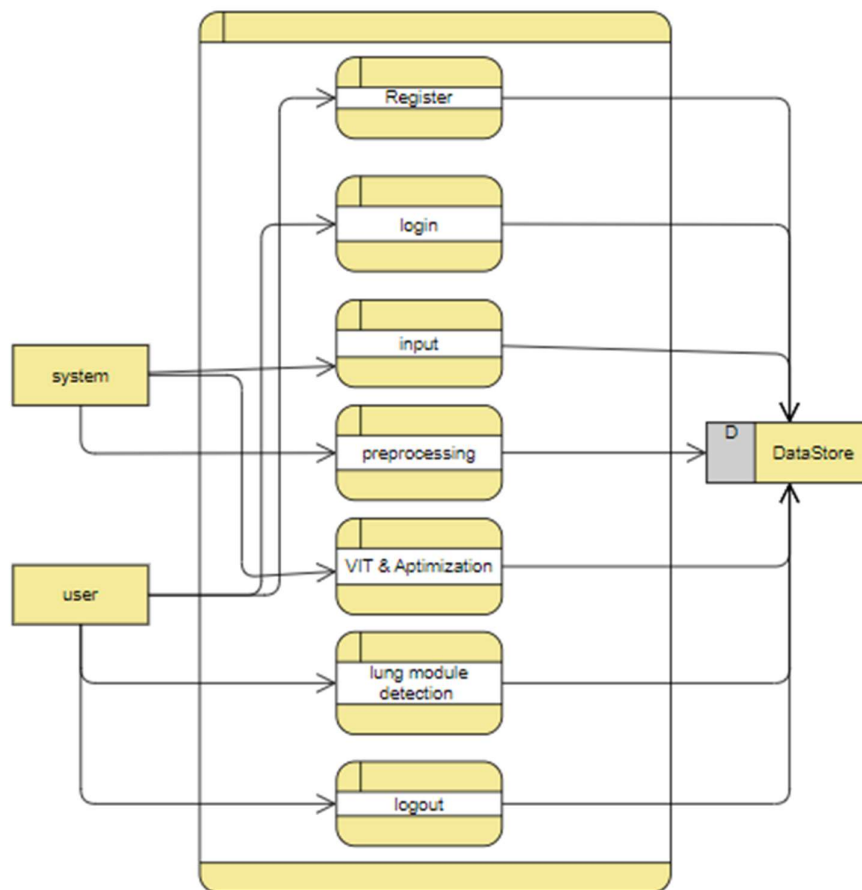 Register
login
input
system
preprocessing
D
DataStore
VIT & Aptimization
user
lung module
detection
logout